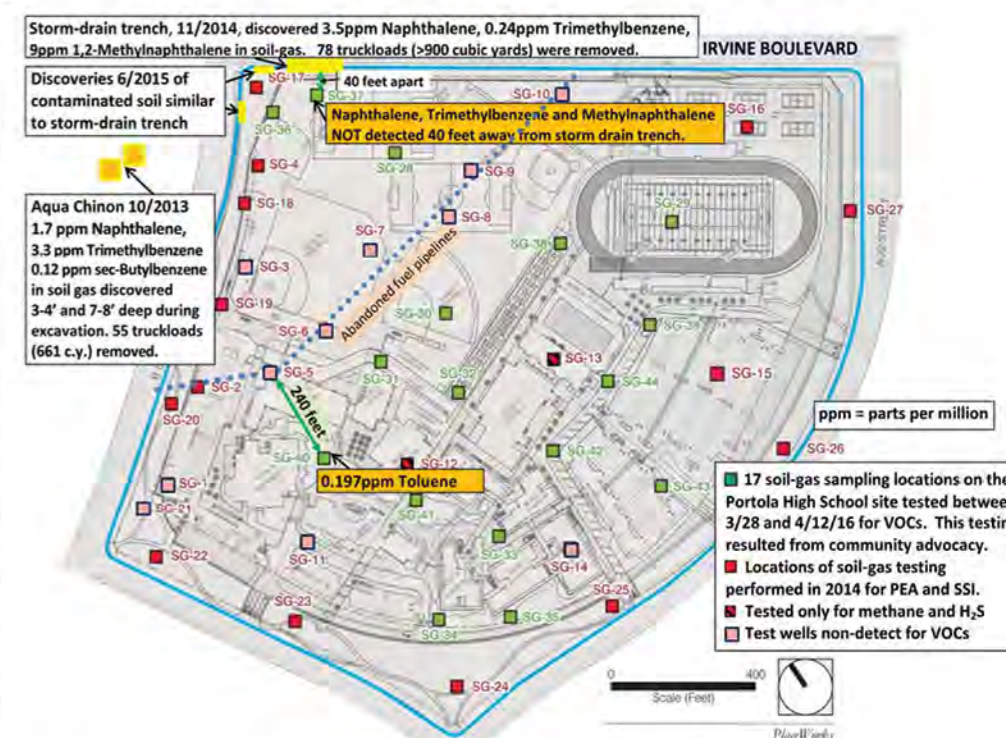 Storm-drain trench, 11/2014, discovered 3.5ppm Naphthalene, 0.24ppm Trimethylbenzene,
9ppm 1,2-Methylnaphthalene in soil-gas. 78 truckloads (>900 cubic yards) were removed.
IRVINE BOULEVARD
Discoveries 6/2015 of
contaminated soil similar
to storm-drain trench
SG-17
40 feet apart
SG-37
SG-10
Naphthalene, Trimethylbenzene and Methylnaphthalene
NOT detected 40 feet away from storm drain trench.
SG-16
SG-36
SG-28
SG-4
SG-9
Aqua Chinon 10/2013
1.7 ppm Naphthalene,
3.3 ppm Trimethylbenzene
0.12 ppm sec-Butylbenzene
in soil gas discovered
3-4' and 7-8' deep during
excavation. 55 truckloads
(661 c.y.) removed.
SG-18
SG-8
SG-29
SG-27
SG-7
SG-38
SG-3
Abandoned fuel pipelines
STREET
SG-19
SG-30
SG-6
SG-39
SG-31
SG-13
SG-5
SG-2
SG-32
SG-44
SG-15
SG-20
240 feet
ppm = parts per million
SG-40
SG-12
SG-42
SG-26
0.197ppm Toluene
SG-1
SG-21
SG-41
SG-43
17 soil-gas sampling locations on the
Portola High School site tested between
3/28 and 4/12/16 for VOCs. This testing
resulted from community advocacy.
Locations of soil-gas testing
performed in 2014 for PEA and SSI.
Tested only for methane and H₂S
Test wells non-detect for VOCs
SG-22
SG-11
SG-33
SG-14
SG-23
SG-25
SG-34
SG-35
SG-24
0 400
Scale (Feet)
PlaceWorks